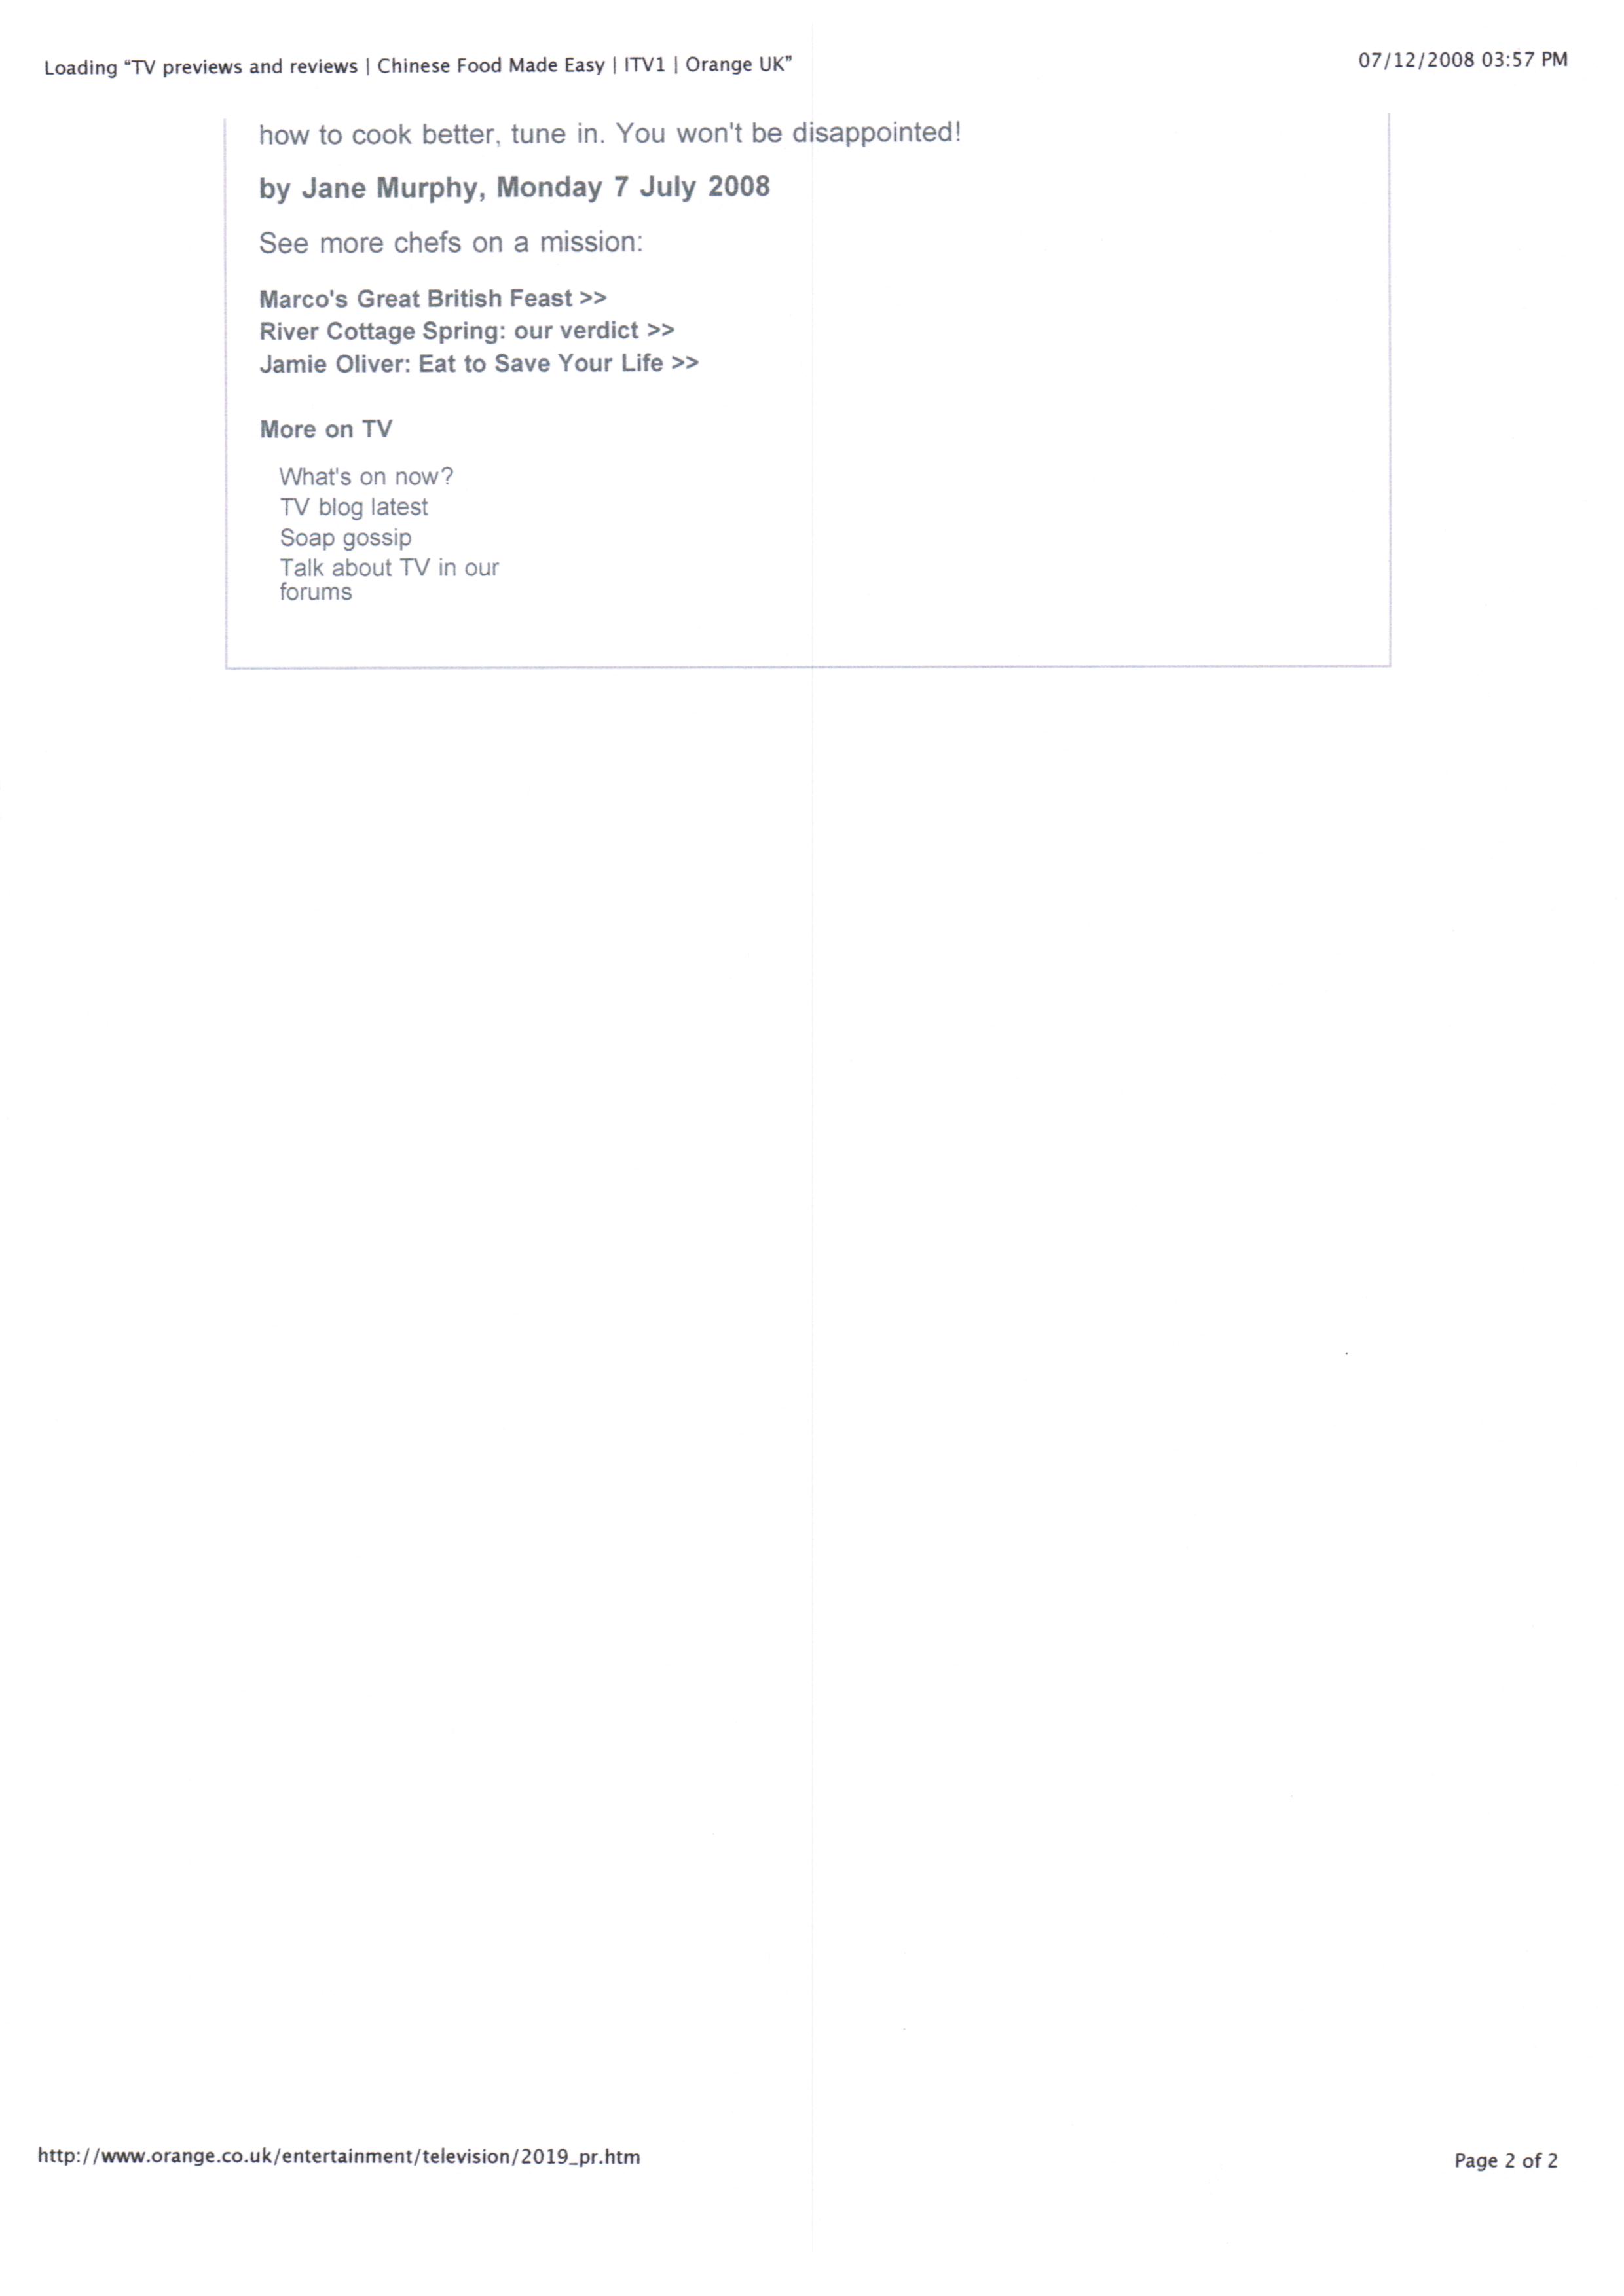 Loading “TV previews and reviews | Chinese Food Made Easy | ITV1 | Orange UK”
07/12/2008 03:57 PM
how to cook better, tune in. You won't be disappointed!
by Jane Murphy, Monday 7 July 2008
See more chefs on a mission:
Marco's Great British Feast >>
River Cottage Spring: our verdict >>
Jamie Oliver: Eat to Save Your Life >>
More on TV
What's on now?
TV blog latest
Soap gossip
Talk about TV in our
forums
http://www.orange.co.uk/entertainment/television/2019_pr.htm
Page 2 of 2